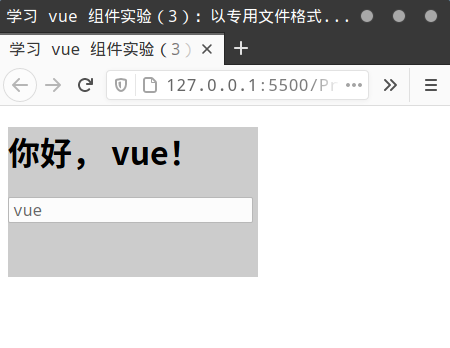 学习 vue 组件实验（3）: 以专用文件格式...
学习 vue 组件实验（3）
127.0.0.1:5500/Pr
你好， vue！
vue